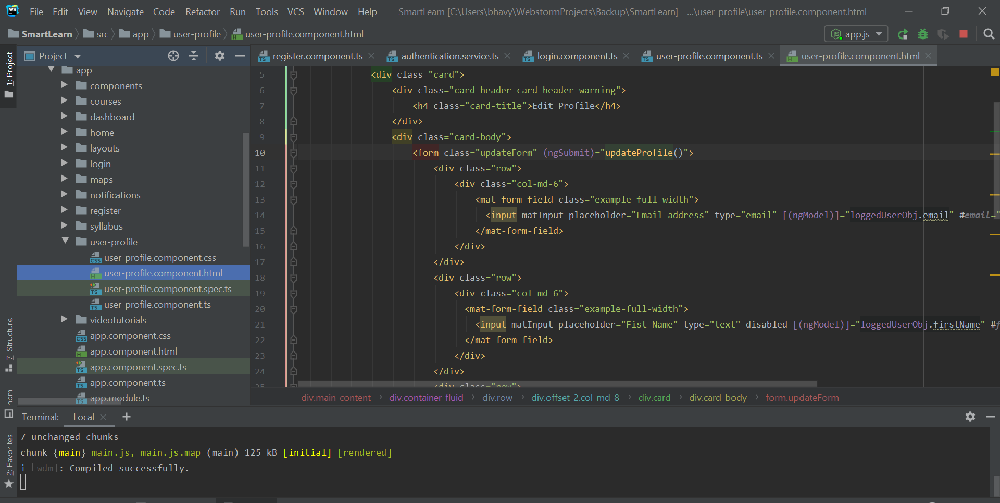 WS File Edit View Navigate Code Refactor Run Tools VCS Window Help SmartLearn [C:\Users\bhavy\WebstormProjects\Backup\SmartLearn] - ...\user-profile\user-profile.component.html
SmartLearn src app user-profile user-profile.component.html app.js
Project
register.component.ts authentication.service.ts login.component.ts user-profile.component.ts user-profile.component.html
1: Project
7: Structure
npm
2: Favorites
app
components
courses
dashboard
home
layouts
login
maps
notifications
register
syllabus
user-profile
user-profile.component.css
user-profile.component.html
user-profile.component.spec.ts
user-profile.component.ts
videotutorials
app.component.css
app.component.html
app.component.spec.ts
app.component.ts
app.module.ts
5 <div class="card">
6 <div class="card-header card-header-warning">
7 <h4 class="card-title">Edit Profile</h4>
8 </div>
9 <div class="card-body">
10 <form class="updateForm" (ngSubmit)="updateProfile()">
11 <div class="row">
12 <div class="col-md-6">
13 <mat-form-field class="example-full-width">
14 <input matInput placeholder="Email address" type="email" [(ngModel)]="loggedUserObj.email" #email="
15 </mat-form-field>
16 </div>
17 </div>
18 <div class="row">
19 <div class="col-md-6">
20 <mat-form-field class="example-full-width">
21 <input matInput placeholder="Fist Name" type="text" disabled [(ngModel)]="loggedUserObj.firstName" #f
22 </mat-form-field>
23 </div>
24 </div>
25 <div class="row">
div.main-content › div.container-fluid › div.row › div.offset-2.col-md-8 › div.card › div.card-body › form.updateForm
Terminal: Local +
7 unchanged chunks
chunk {main} main.js, main.js.map (main) 125 kB [initial] [rendered]
i ｢wdm｣: Compiled successfully.